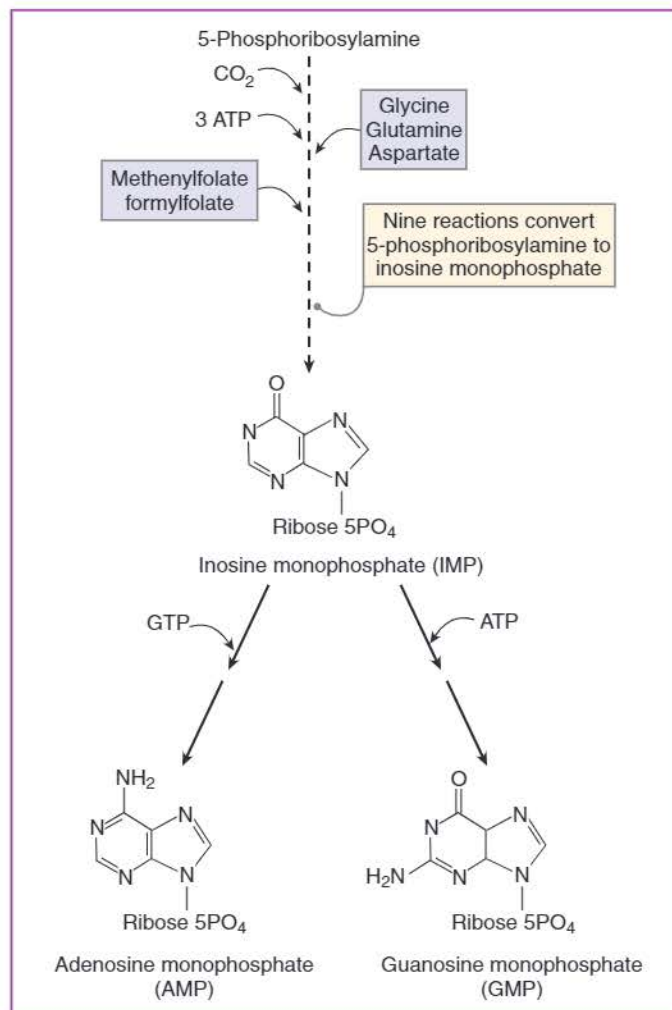 5-Phosphoribosylamine
CO₂
3 ATP
Glycine
Glutamine
Aspartate
Methenylfolate
formylfolate
Nine reactions convert
5-phosphoribosylamine to
inosine monophosphate
O
N
N
N
N
Ribose 5PO₄
Inosine monophosphate (IMP)
GTP
ATP
NH₂
N
N
N
N
Ribose 5PO₄
Adenosine monophosphate
(AMP)
O
N
N
H₂N
N
N
Ribose 5PO₄
Guanosine monophosphate
(GMP)